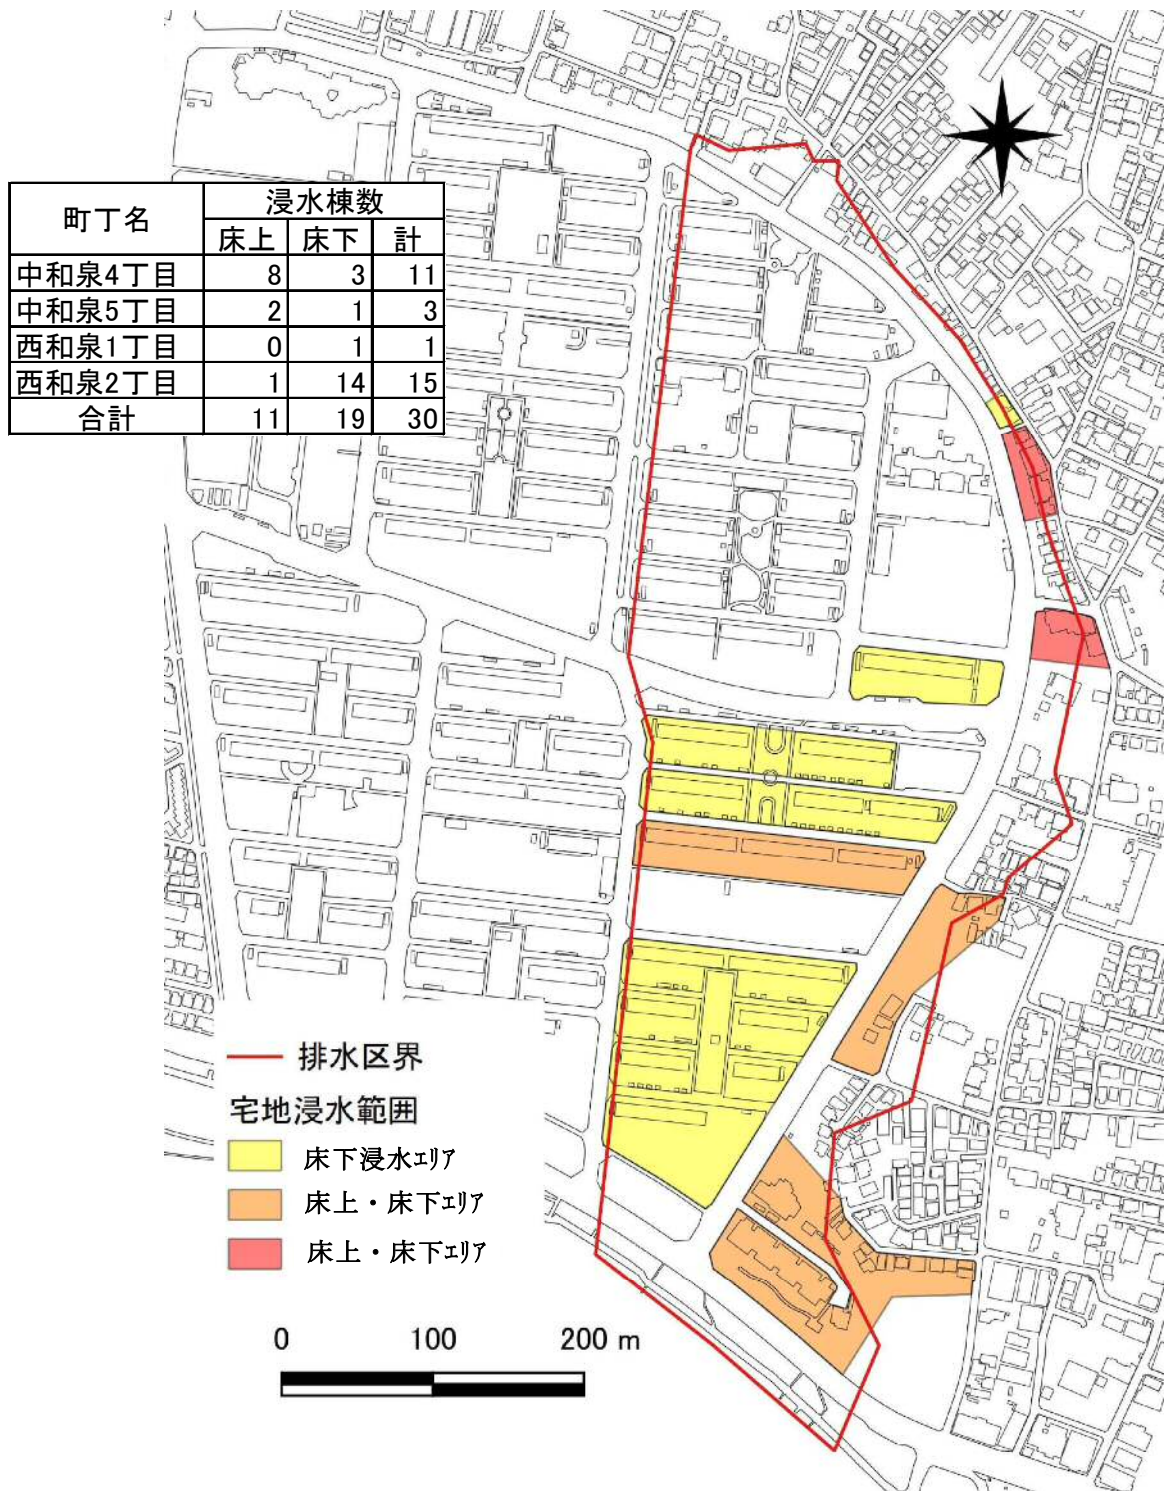 町丁名 浸水棟数
床上 床下 計
中和泉4丁目 8 3 11
中和泉5丁目 2 1 3
西和泉1丁目 0 1 1
西和泉2丁目 1 14 15
合計 11 19 30
排水区界
宅地浸水範囲
床下浸水エリア
床上・床下エリア
床上・床下エリア
0 100 200 m